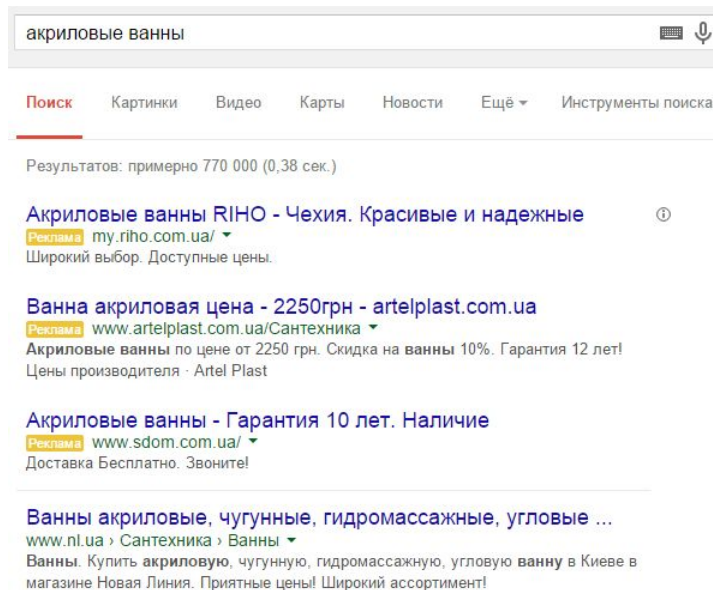 акриловые ванны
Поиск Картинки Видео Карты Новости Ещё Инструменты поиска
Результатов: примерно 770 000 (0,38 сек.)
Акриловые ванны RIHO - Чехия. Красивые и надежные
Реклама my.riho.com.ua/
Широкий выбор. Доступные цены.
Ванна акриловая цена - 2250грн - artelplast.com.ua
Реклама www.artelplast.com.ua/Сантехника
Акриловые ванны по цене от 2250 грн. Скидка на ванны 10%. Гарантия 12 лет!
Цены производителя · Artel Plast
Акриловые ванны - Гарантия 10 лет. Наличие
Реклама www.sdom.com.ua/
Доставка Бесплатно. Звоните!
Ванны акриловые, чугунные, гидромассажные, угловые ...
www.nl.ua › Сантехника › Ванны
Ванны. Купить акриловую, чугунную, гидромассажную, угловую ванну в Киеве в
магазине Новая Линия. Приятные цены! Широкий ассортимент!